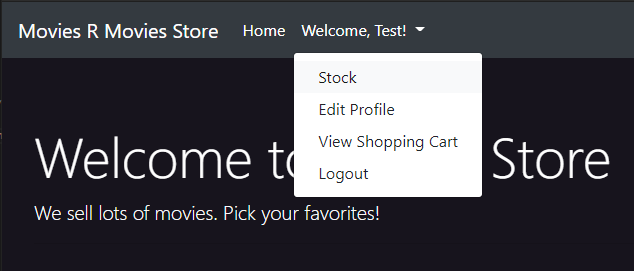 Movies R Movies Store Home Welcome, Test!
Stock
Edit Profile
View Shopping Cart
Logout
Welcome to Store
We sell lots of movies. Pick your favorites!